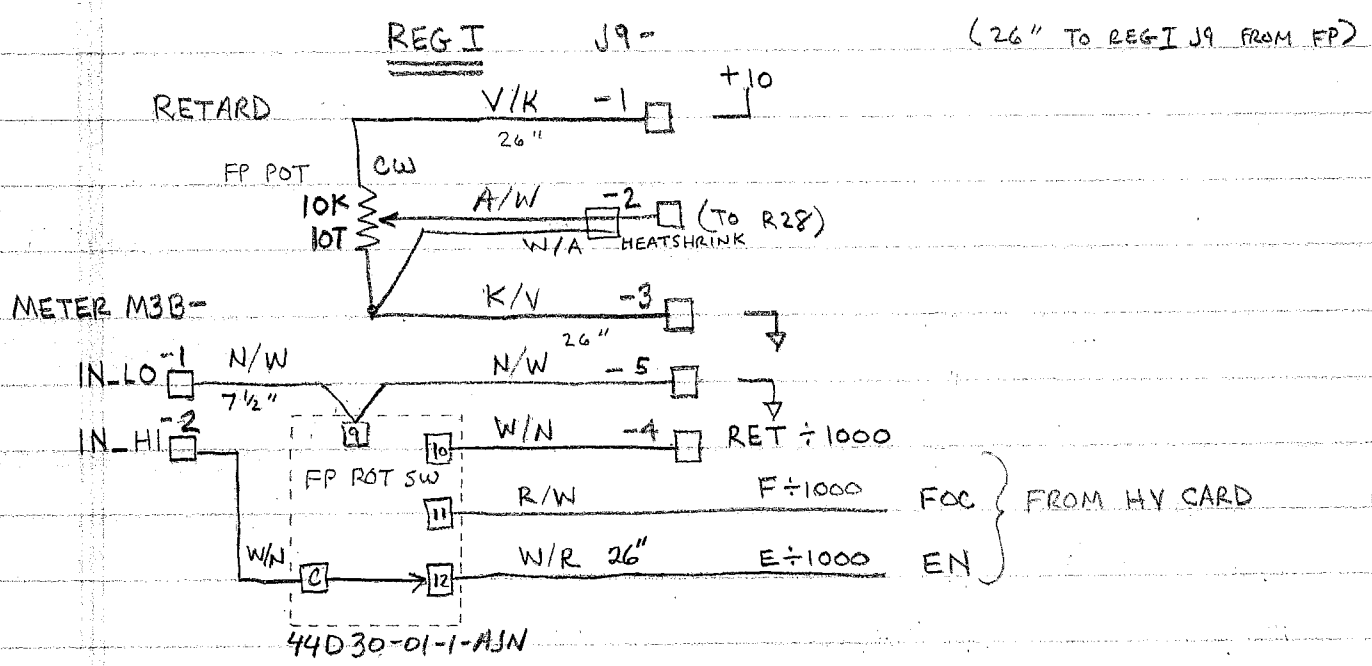 REG I J9- (26" TO REG I J9 FROM FP)
+10
RETARD V/K -1
26"
FP POT CW
10K A/W -2 (TO R28)
10T W/A HEATSHRINK
METER M3B- K/V -3
26"
IN_LO -1 N/W N/W -5
7 1/2"
IN_HI -2 9 10 W/N -4 RET ÷1000
FP ROT SW
11 R/W F÷1000 FOC FROM HV CARD
W/N C 12 W/R 26" E÷1000 EN
44D30-01-1-AJN